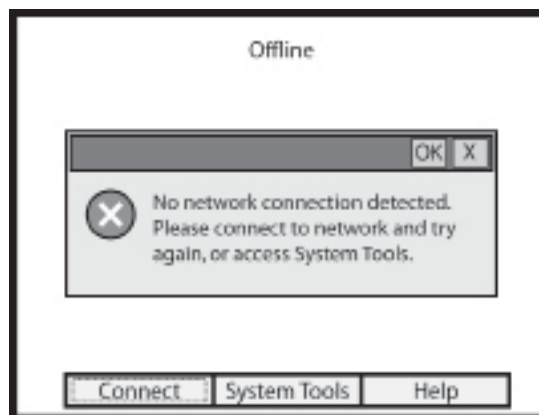 Offline
OK X
No network connection detected.
Please connect to network and try
again, or access System Tools.
Connect System Tools Help